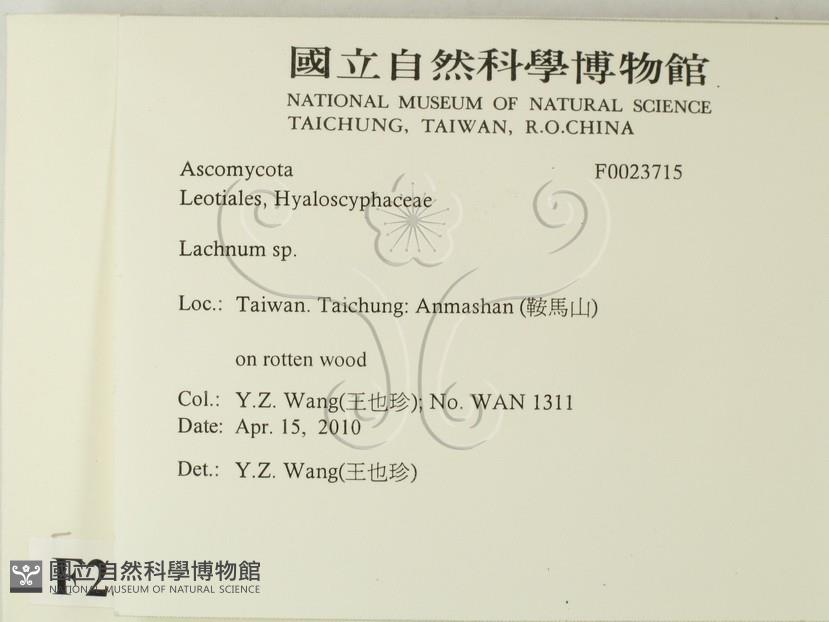 國立自然科學博物館
NATIONAL MUSEUM OF NATURAL SCIENCE
TAICHUNG, TAIWAN, R.O.CHINA
Ascomycota F0023715
Leotiales, Hyaloscyphaceae
Lachnum sp.
Loc.: Taiwan. Taichung: Anmashan (鞍馬山)
on rotten wood
Col.: Y.Z. Wang(王也珍); No. WAN 1311
Date: Apr. 15, 2010
Det.: Y.Z. Wang(王也珍)
F2
國立自然科學博物館
NATIONAL MUSEUM OF NATURAL SCIENCE